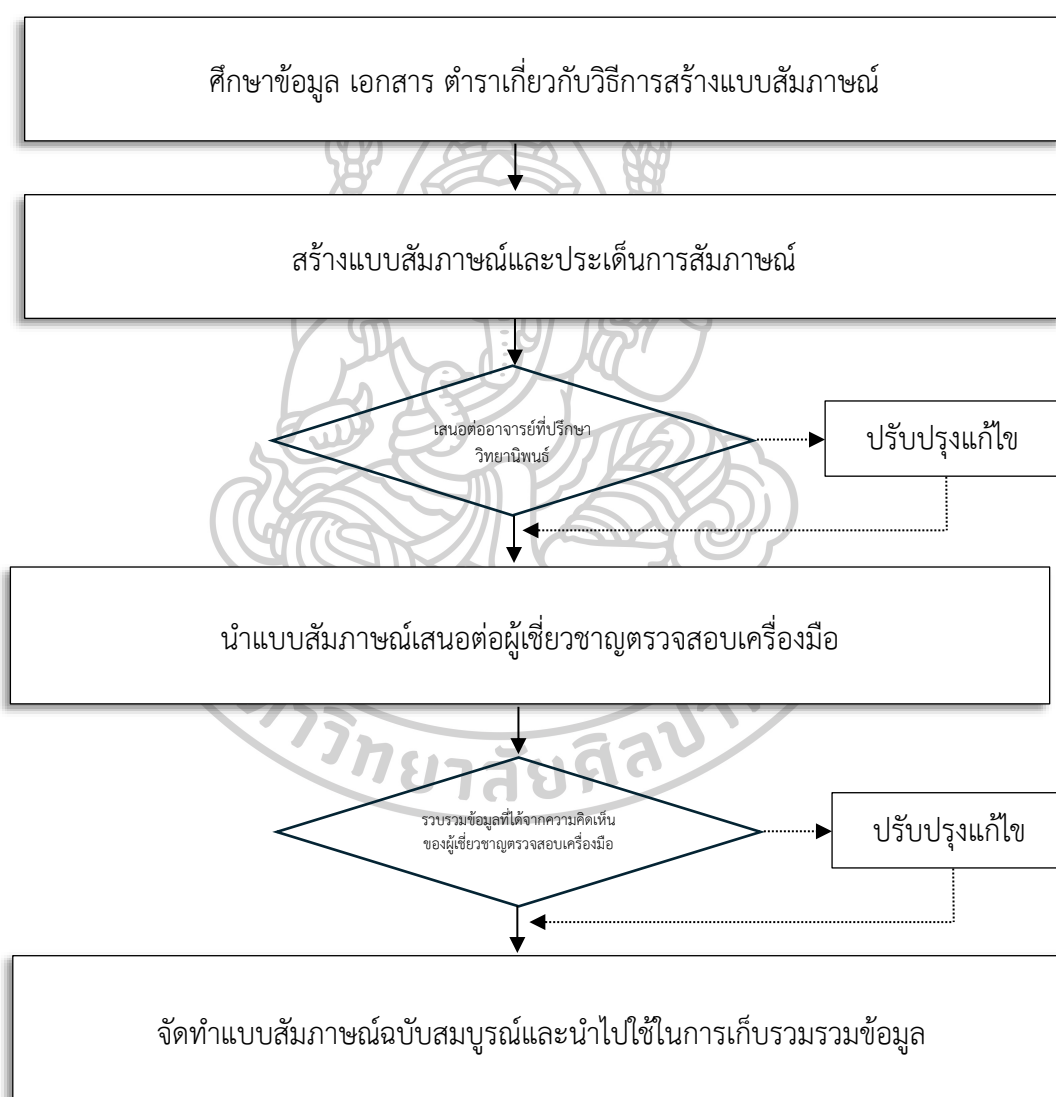 ศึกษาข้อมูล เอกสาร ตำราเกี่ยวกับวิธีการสร้างแบบสัมภาษณ์
สร้างแบบสัมภาษณ์และประเด็นการสัมภาษณ์
เสนอต่ออาจารย์ที่ปรึกษา
วิทยานิพนธ์
ปรับปรุงแก้ไข
นำแบบสัมภาษณ์เสนอต่อผู้เชี่ยวชาญตรวจสอบเครื่องมือ
รวบรวมข้อมูลที่ได้จากความคิดเห็น
ของผู้เชี่ยวชาญตรวจสอบเครื่องมือ
ปรับปรุงแก้ไข
จัดทำแบบสัมภาษณ์ฉบับสมบูรณ์และนำไปใช้ในการเก็บรวมรวมข้อมูล